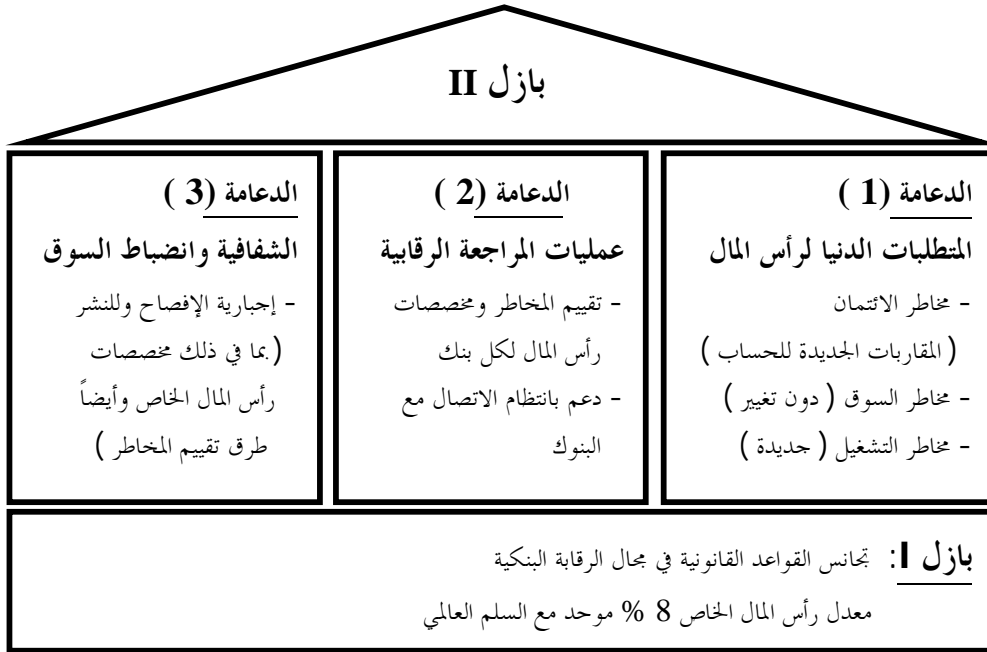 بازل II
الدعامة (1 )
المتطلبات الدنيا لرأس المال
- مخاطر الائتمان
( المقاربات الجديدة للحساب )
- مخاطر السوق ( دون تغيير )
- مخاطر التشغيل ( جديدة )
الدعامة (2 )
عمليات المراجعة الرقابية
- تقييم المخاطر ومخصصات
رأس المال لكل بنك
- دعم بانتظام الاتصال مع
البنوك
الدعامة (3 )
الشفافية وانضباط السوق
- إجبارية الإفصاح وللنشر
(بما في ذلك مخصصات
رأس المال الخاص وأيضاً
طرق تقييم المخاطر )
بازل I: تجانس القواعد القانونية في مجال الرقابة البنكية
معدل رأس المال الخاص 8 % موحد مع السلم العالمي